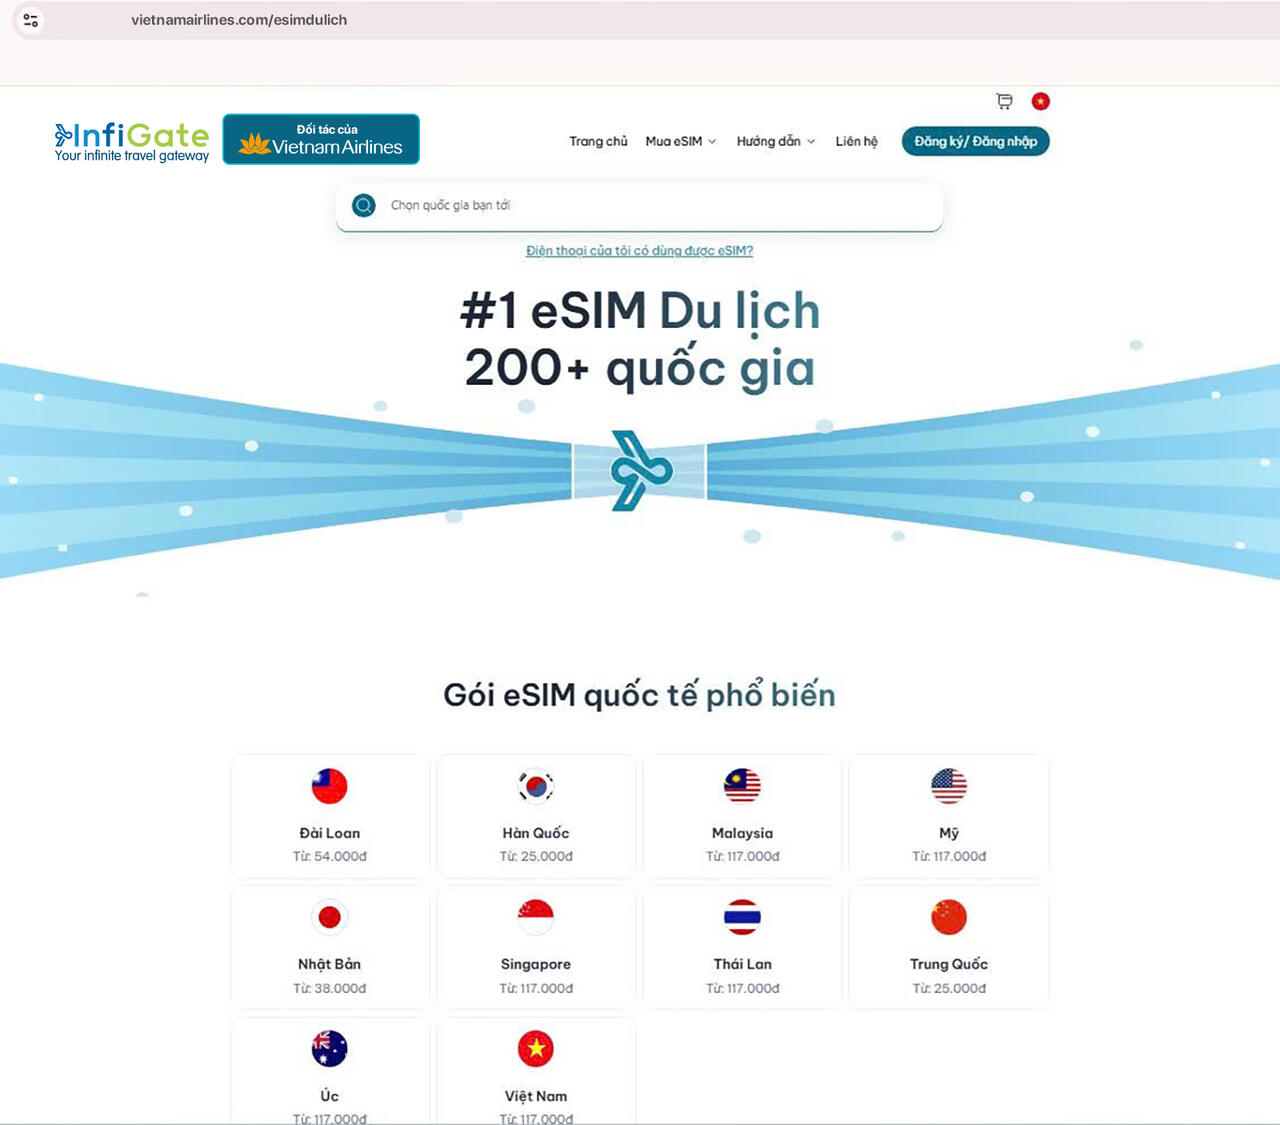 vietnamairlines.com/esimdulich
InfiGate
Your infinite travel gateway
Đối tác của
Vietnam Airlines
Trang chủ Mua eSIM Hướng dẫn Liên hệ Đăng ký/ Đăng nhập
Chọn quốc gia bạn tới
Điện thoại của tôi có dùng được eSIM?
#1 eSIM Du lịch
200+ quốc gia
Gói eSIM quốc tế phổ biến
Đài Loan Hàn Quốc Malaysia Mỹ
Từ: 54.000đ Từ: 25.000đ Từ: 117.000đ Từ: 117.000đ
Nhật Bản Singapore Thái Lan Trung Quốc
Từ: 38.000đ Từ: 117.000đ Từ: 117.000đ Từ: 25.000đ
Úc Việt Nam
Từ: 117.000đ Từ: 117.000đ